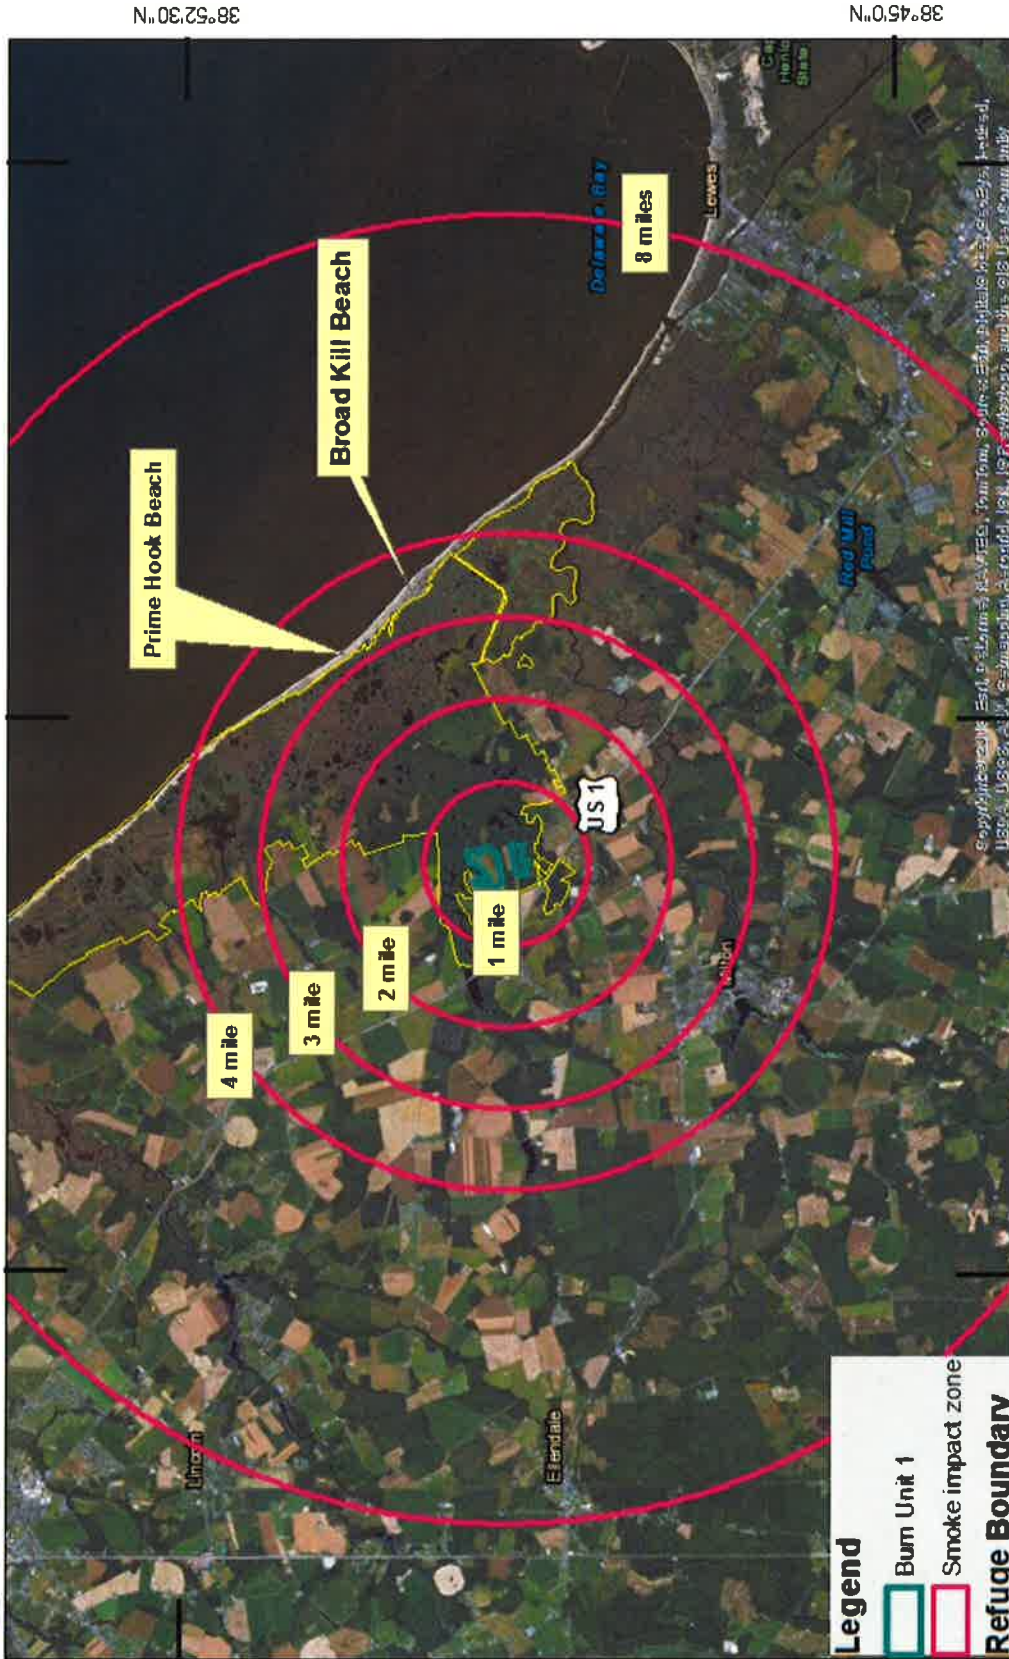 38°52'30"N
38°45'0"N
Prime Hook Beach
Broad Kill Beach
Delaware Bay
8 miles
Lewes
Henlo
State
4 mile
3 mile
2 mile
1 mile
US 1
Red Mill
Pond
Lincoln
Ellendale
Legend
Burn Unit 1
Smoke impact zone
Refuge Boundary